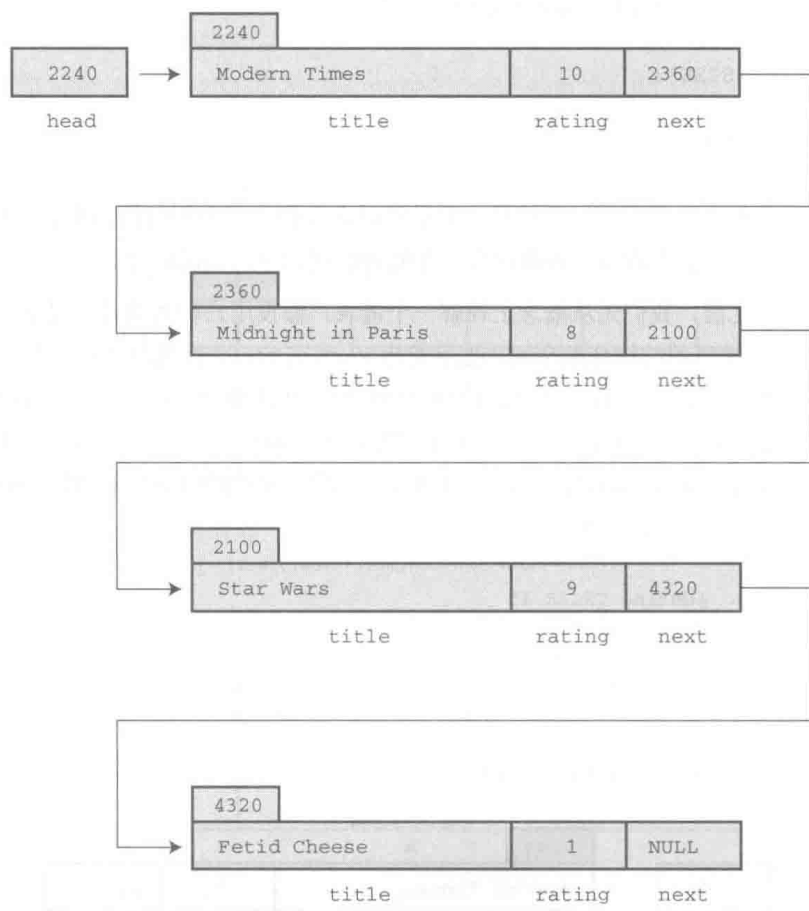 2240
2240 Modern Times 10 2360
head title rating next
2360
Midnight in Paris 8 2100
title rating next
2100
Star Wars 9 4320
title rating next
4320
Fetid Cheese 1 NULL
title rating next